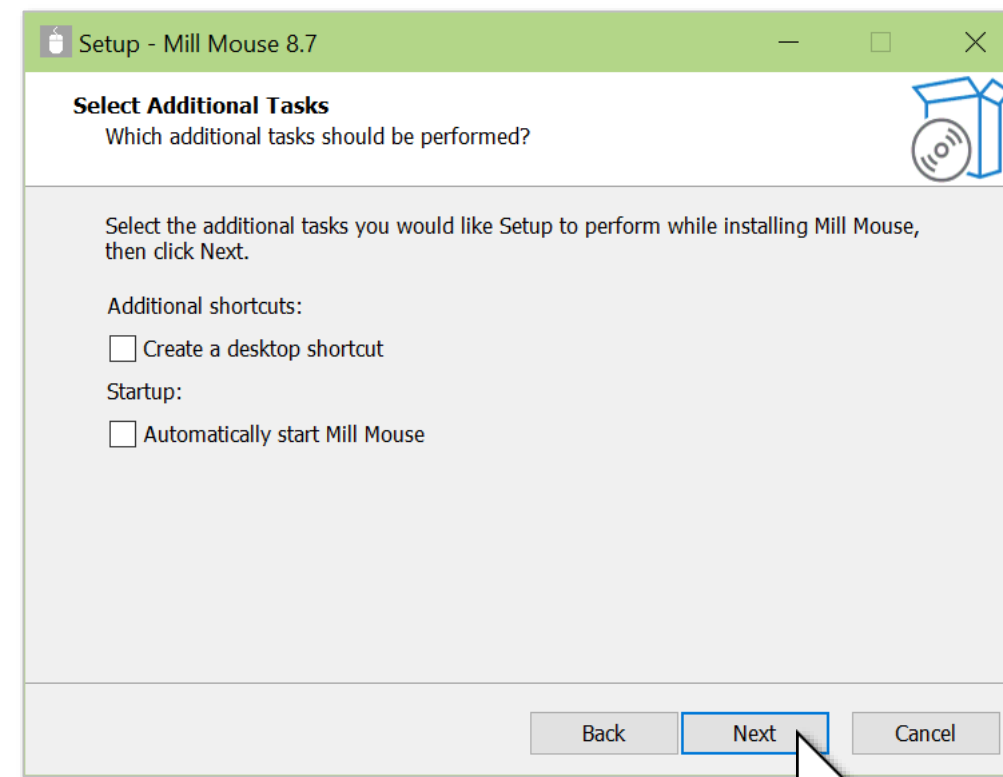 Setup - Mill Mouse 8.7
Select Additional Tasks
Which additional tasks should be performed?
Select the additional tasks you would like Setup to perform while installing Mill Mouse,
then click Next.
Additional shortcuts:
Create a desktop shortcut
Startup:
Automatically start Mill Mouse
Back Next Cancel